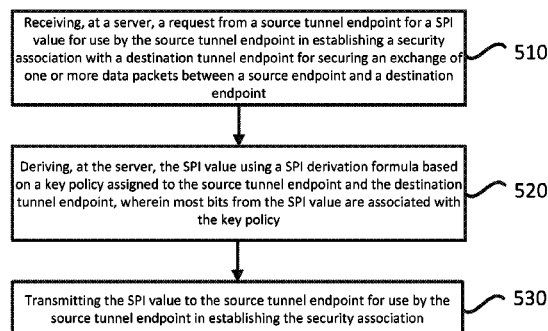 Receiving, at a server, a request from a source tunnel endpoint for a SPI
value for use by the source tunnel endpoint in establishing a security
association with a destination tunnel endpoint for securing an exchange of
one or more data packets between a source endpoint and a destination
endpoint
510
Deriving, at the server, the SPI value using a SPI derivation formula based
on a key policy assigned to the source tunnel endpoint and the destination
tunnel endpoint, wherein most bits from the SPI value are associated with
the key policy
520
Transmitting the SPI value to the source tunnel endpoint for use by the
source tunnel endpoint in establishing the security association
530